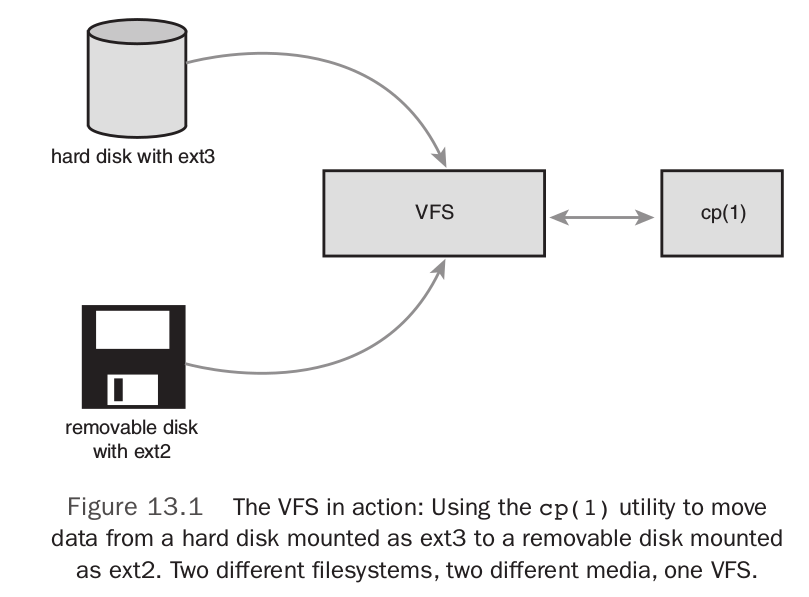 hard disk with ext3
VFS
cp(1)
removable disk
with ext2
Figure 13.1 The VFS in action: Using the cp(1) utility to move
data from a hard disk mounted as ext3 to a removable disk mounted
as ext2. Two different filesystems, two different media, one VFS.